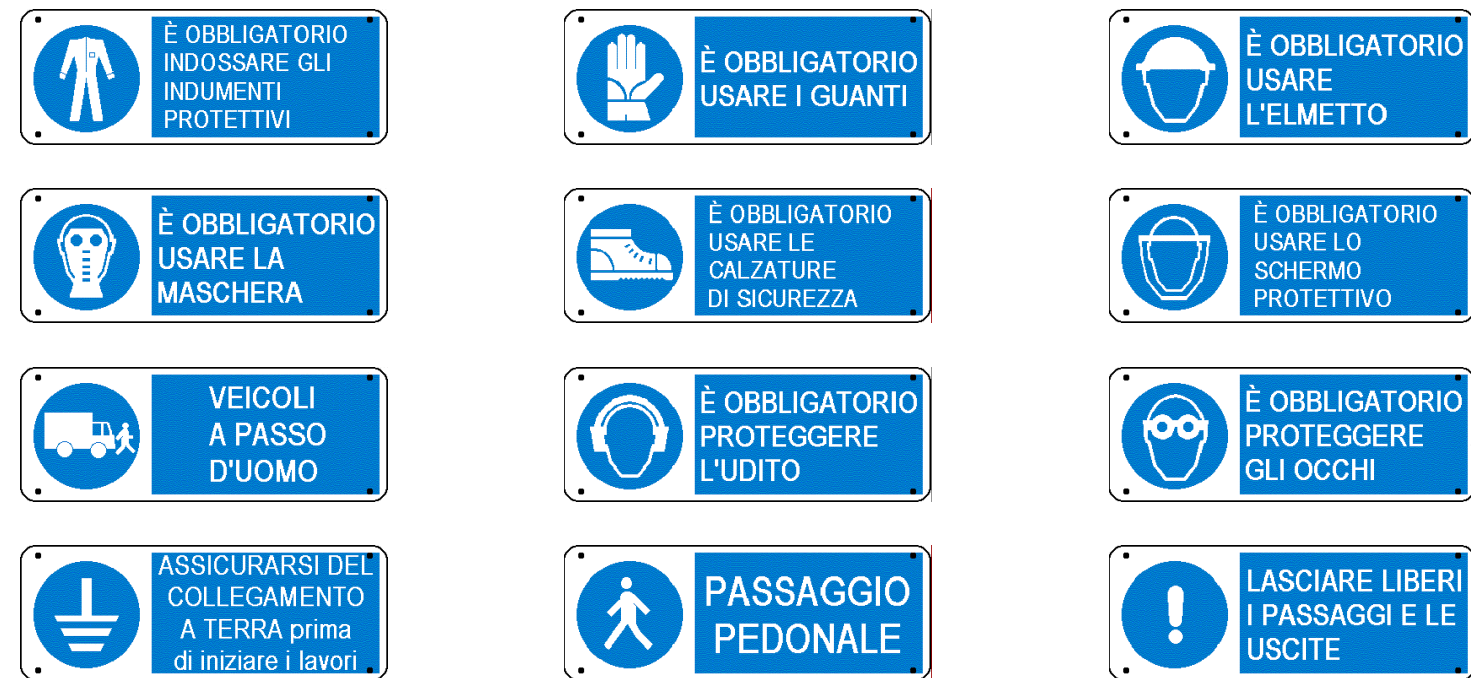 È OBBLIGATORIO
INDOSSARE GLI
INDUMENTI
PROTETTIVI
È OBBLIGATORIO
USARE I GUANTI
È OBBLIGATORIO
USARE
L'ELMETTO
È OBBLIGATORIO
USARE LA
MASCHERA
È OBBLIGATORIO
USARE LE
CALZATURE
DI SICUREZZA
È OBBLIGATORIO
USARE LO
SCHERMO
PROTETTIVO
VEICOLI
A PASSO
D'UOMO
È OBBLIGATORIO
PROTEGGERE
L'UDITO
È OBBLIGATORIO
PROTEGGERE
GLI OCCHI
ASSICURARSI DEL
COLLEGAMENTO
A TERRA prima
di iniziare i lavori
PASSAGGIO
PEDONALE
LASCIARE LIBERI
I PASSAGGI E LE
USCITE